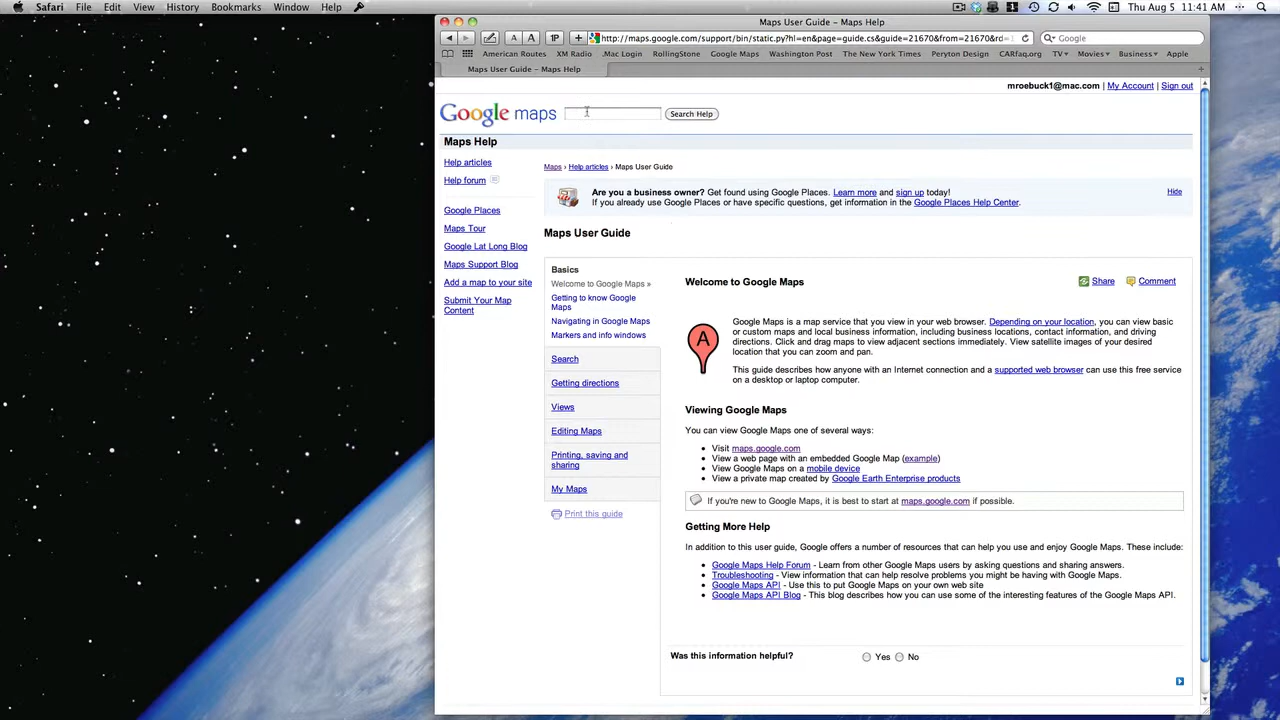 Safari File Edit View History Bookmarks Window Help
Thu Aug 5 11:41 AM
Maps User Guide – Maps Help
http://maps.google.com/support/bin/static.py?hl=en&page=guide.cs&guide=21670&from=21670&rd=1
Google
American Routes XM Radio .Mac Login RollingStone Google Maps Washington Post The New York Times Peryton Design CARfaq.org TV Movies Business Apple
Maps User Guide – Maps Help
mroebuck1@mac.com | My Account | Sign out
Google maps
Search Help
Maps Help
Help articles
Help forum
Google Places
Maps Tour
Google Lat Long Blog
Maps Support Blog
Add a map to your site
Submit Your Map
Content
Maps › Help articles › Maps User Guide
Are you a business owner? Get found using Google Places. Learn more and sign up today!
Hide
If you already use Google Places or have specific questions, get information in the Google Places Help Center.
Maps User Guide
Basics
Welcome to Google Maps »
Getting to know Google
Maps
Navigating in Google Maps
Markers and info windows
Search
Getting directions
Views
Editing Maps
Printing, saving and
sharing
My Maps
Print this guide
Welcome to Google Maps
Share Comment
A
Google Maps is a map service that you view in your web browser. Depending on your location, you can view basic
or custom maps and local business information, including business locations, contact information, and driving
directions. Click and drag maps to view adjacent sections immediately. View satellite images of your desired
location that you can zoom and pan.
This guide describes how anyone with an Internet connection and a supported web browser can use this free service
on a desktop or laptop computer.
Viewing Google Maps
You can view Google Maps one of several ways:
• Visit maps.google.com
• View a web page with an embedded Google Map (example)
• View Google Maps on a mobile device
• View a private map created by Google Earth Enterprise products
If you're new to Google Maps, it is best to start at maps.google.com if possible.
Getting More Help
In addition to this user guide, Google offers a number of resources that can help you use and enjoy Google Maps. These include:
• Google Maps Help Forum - Learn from other Google Maps users by asking questions and sharing answers.
• Troubleshooting - View information that can help resolve problems you might be having with Google Maps.
• Google Maps API - Use this to put Google Maps on your own web site
• Google Maps API Blog - This blog describes how you can use some of the interesting features of the Google Maps API.
Was this information helpful?
Yes No